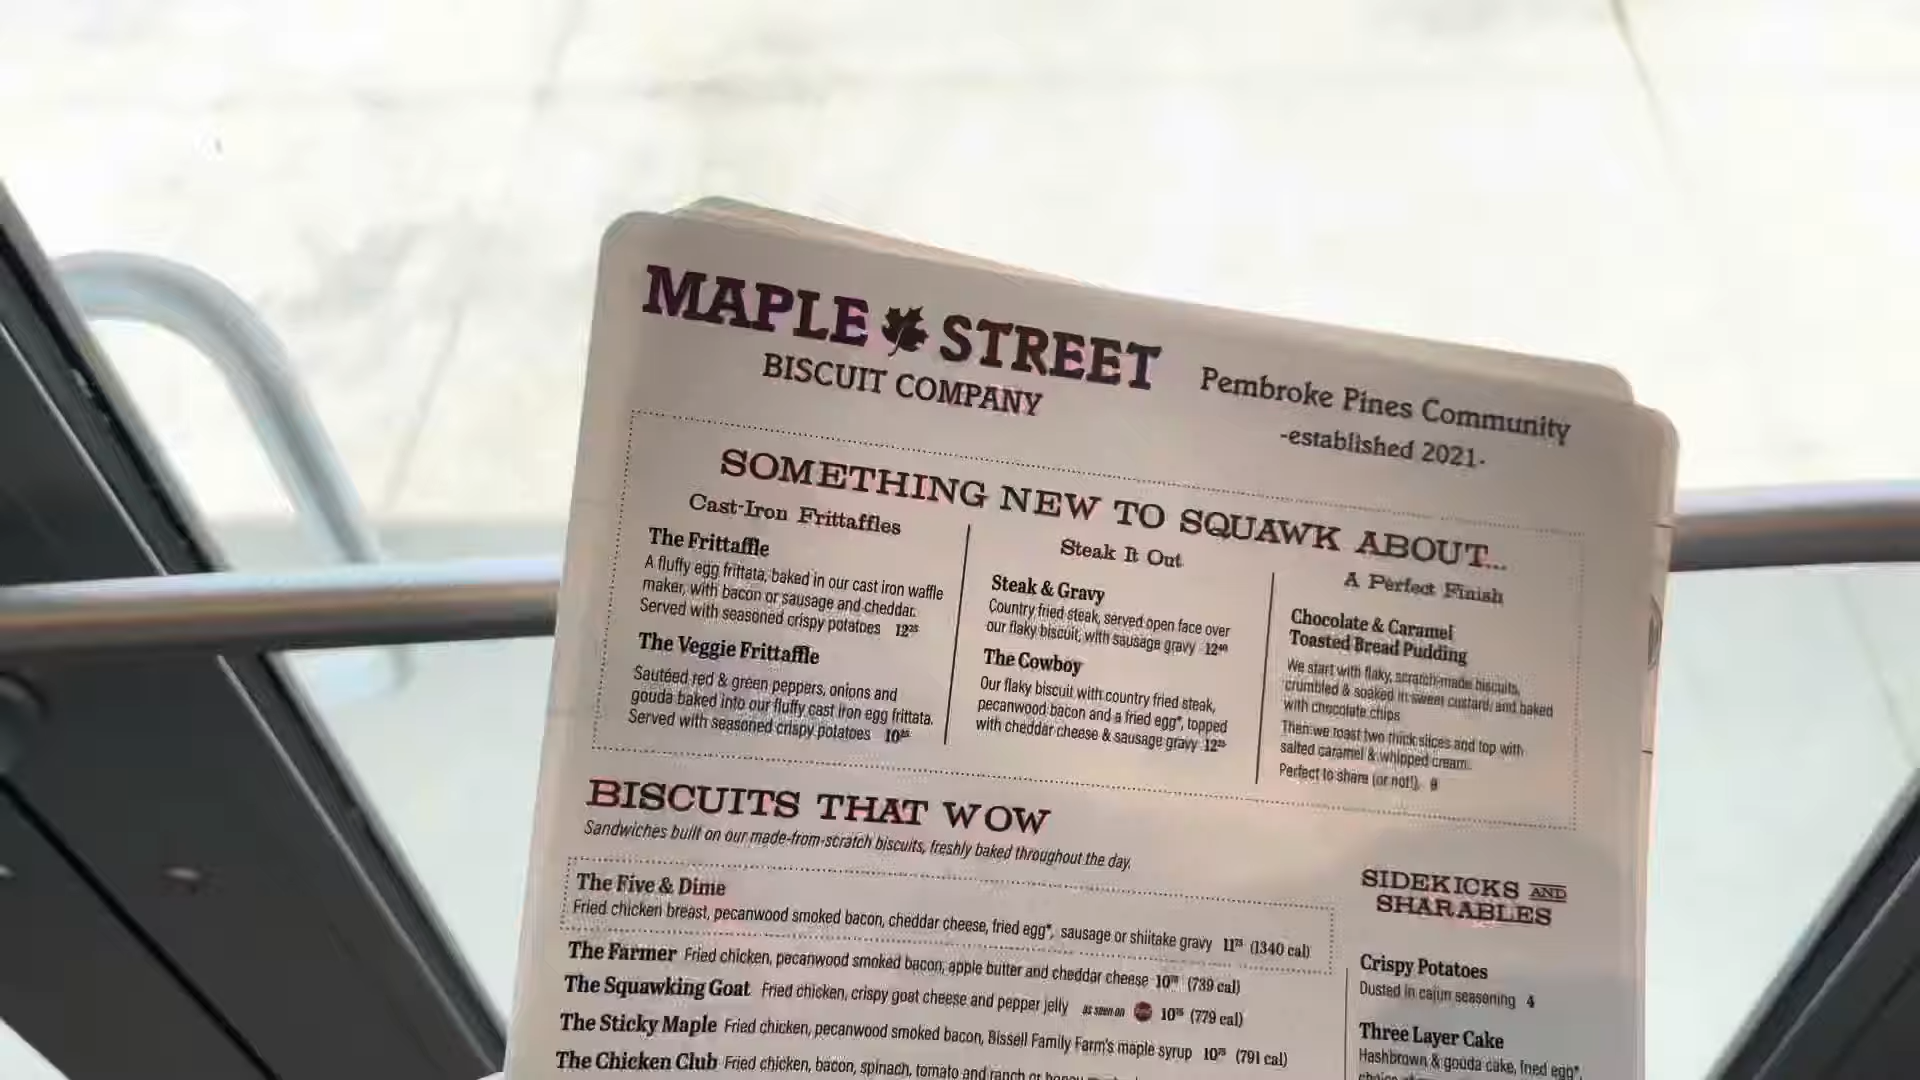 MAPLE STREET
BISCUIT COMPANY
Pembroke Pines Community
-established 2021-
SOMETHING NEW TO SQUAWK ABOUT...
Cast-Iron Frittaffles
The Frittaffle
A fluffy egg frittata, baked in our cast iron waffle
maker, with bacon or sausage and cheddar.
Served with seasoned crispy potatoes 12²⁵
The Veggie Frittaffle
Sautéed red & green peppers, onions and
gouda baked into our fluffy cast iron egg frittata.
Served with seasoned crispy potatoes 10²⁵
Steak It Out
Steak & Gravy
Country fried steak, served open face over
our flaky biscuit, with sausage gravy
The Cowboy
Our flaky biscuit with country fried steak,
pecanwood bacon and a fried egg*, topped
with cheddar cheese & sausage gravy
A Perfect Finish
Chocolate & Caramel
Toasted Bread Pudding
We start with flaky, scratch-made biscuits,
crumbled & soaked in sweet custard, and baked
with chocolate chips.
Then we toast two thick slices and top with
salted caramel & whipped cream.
Perfect to share (or not!).
BISCUITS THAT WOW
Sandwiches built on our made-from-scratch biscuits, freshly baked throughout the day.
The Five & Dime
Fried chicken breast, pecanwood smoked bacon, cheddar cheese, fried egg*, sausage or shiitake gravy 11⁷⁵ (1340 cal)
The Farmer Fried chicken, pecanwood smoked bacon, apple butter and cheddar cheese (739 cal)
The Squawking Goat Fried chicken, crispy goat cheese and pepper jelly as seen on (779 cal)
The Sticky Maple Fried chicken, pecanwood smoked bacon, Bissell Family Farm's maple syrup (791 cal)
The Chicken Club Fried chicken, bacon, spinach, tomato and ranch or
SIDEKICKS AND
SHARABLES
Crispy Potatoes
Dusted in cajun seasoning 4
Three Layer Cake
Hashbrown & gouda cake, fried egg*,